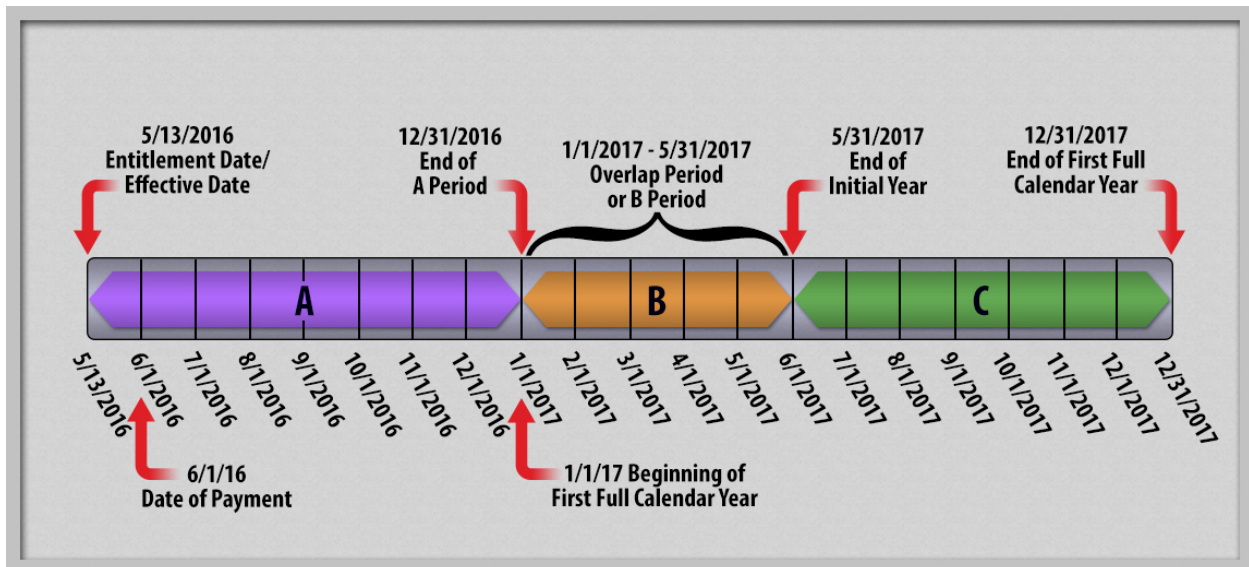 5/13/2016
Entitlement Date/
Effective Date
12/31/2016
End of
A Period
1/1/2017 - 5/31/2017
Overlap Period
or B Period
5/31/2017
End of
Initial Year
12/31/2017
End of First Full
Calendar Year
A
B
C
5/13/2016
6/1/2016
7/1/2016
8/1/2016
9/1/2016
10/1/2016
11/1/2016
12/1/2016
1/1/2017
2/1/2017
3/1/2017
4/1/2017
5/1/2017
6/1/2017
7/1/2017
8/1/2017
9/1/2017
10/1/2017
11/1/2017
12/1/2017
12/31/2017
6/1/16
Date of Payment
1/1/17 Beginning of
First Full Calendar Year